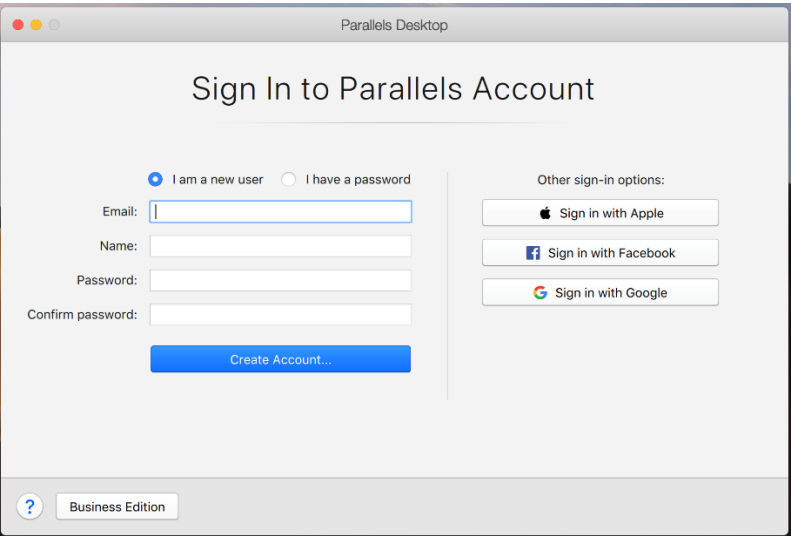 Parallels Desktop
Sign In to Parallels Account
I am a new user
I have a password
Email:
Name:
Password:
Confirm password:
Create Account...
Other sign-in options:
Sign in with Apple
Sign in with Facebook
Sign in with Google
?
Business Edition